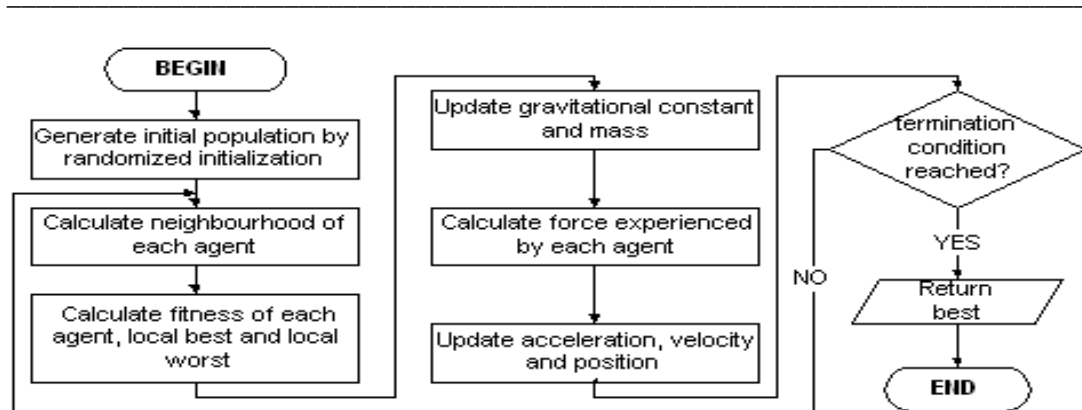 BEGIN
Generate initial population by
randomized initialization
Calculate neighbourhood of
each agent
Calculate fitness of each
agent, local best and local
worst
Update gravitational constant
and mass
Calculate force experienced
by each agent
Update acceleration, velocity
and position
termination
condition
reached?
YES
NO
Return
best
END